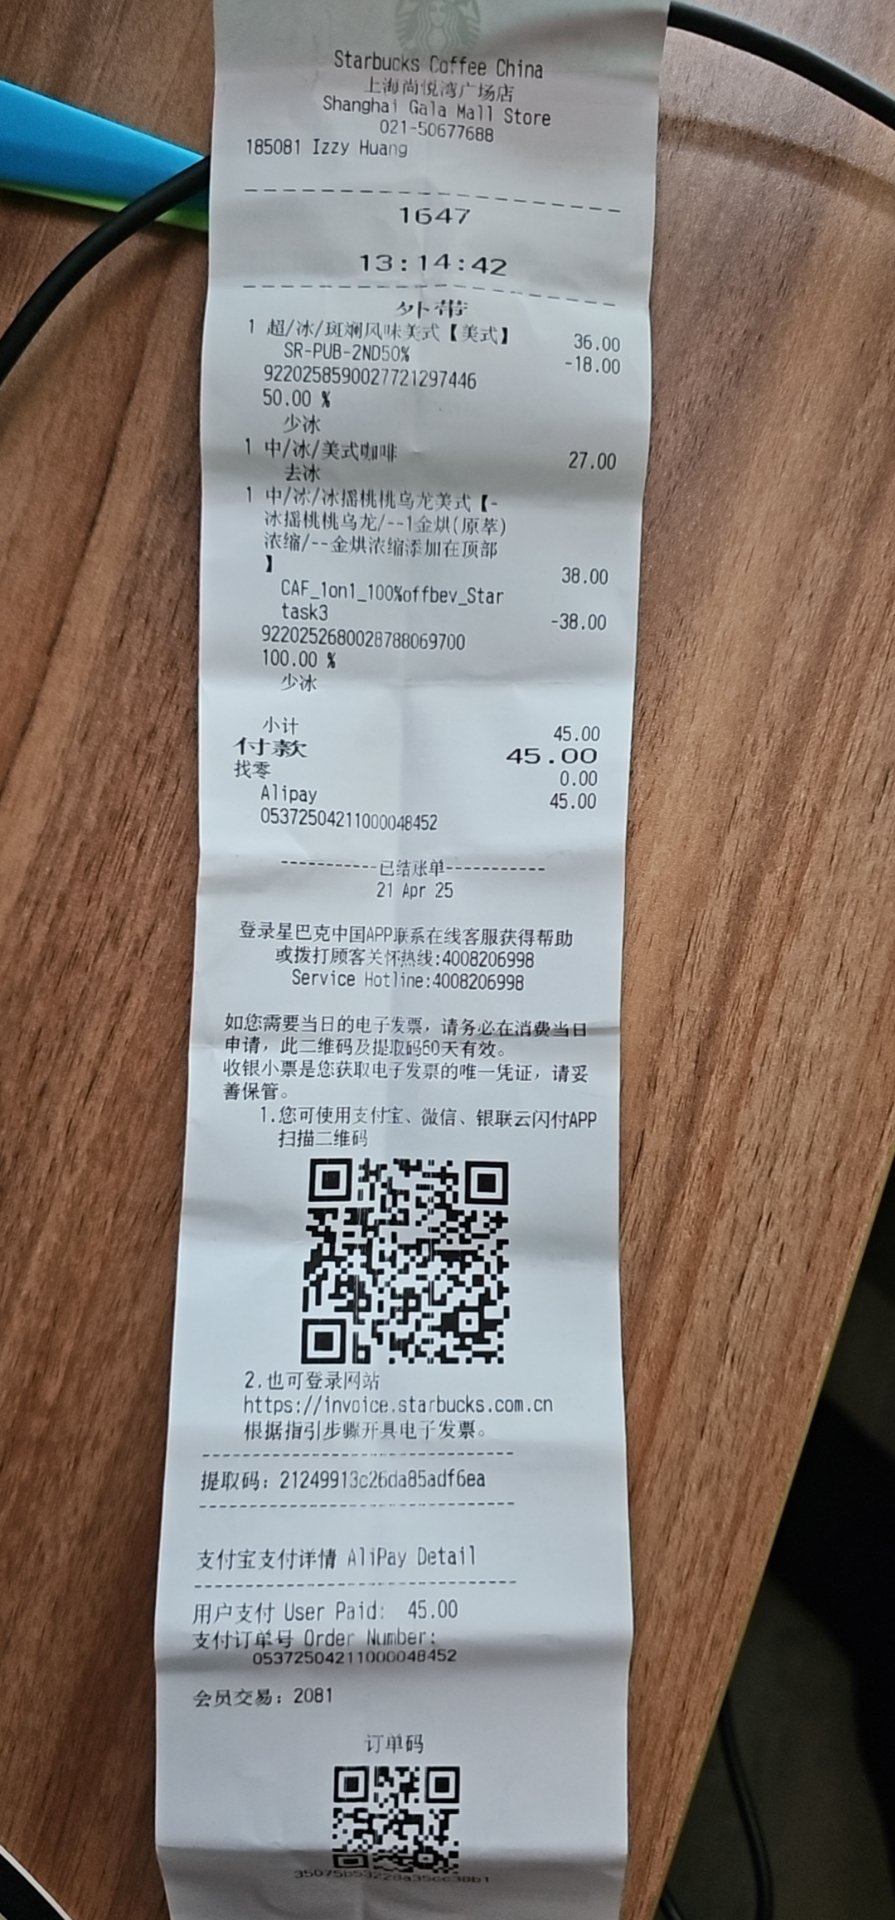 Starbucks Coffee China
上海尚悦湾广场店
Shanghai Gala Mall Store
021-50677688
185081 Izzy Huang
1647
13:14:42
外带
1 超/冰/斑斓风味美式【美式】 36.00
SR-PUB-2ND50% -18.00
9220258590027721297446
50.00 %
少冰
1 中/冰/美式咖啡 27.00
去冰
1 中/冰/冰摇桃桃乌龙美式【-
冰摇桃桃乌龙/--1金烘(原萃)
浓缩/--金烘浓缩添加在顶部
】 38.00
CAF_1on1_100%offbev_Star
task3 -38.00
9220252680028788069700
100.00 %
少冰
小计 45.00
付款 45.00
找零 0.00
Alipay 45.00
05372504211000048452
-----------已结账单-----------
21 Apr 25
登录星巴克中国APP联系在线客服获得帮助
或拨打顾客关怀热线:4008206998
Service Hotline:4008206998
如您需要当日的电子发票，请务必在消费当日
申请，此二维码及提取码60天有效。
收银小票是您获取电子发票的唯一凭证，请妥
善保管。
1.您可使用支付宝、微信、银联云闪付APP
扫描二维码
2.也可登录网站
https://invoice.starbucks.com.cn
根据指引步骤开具电子发票。
提取码：21249913c26da85adf6ea
支付宝支付详情 AliPay Detail
用户支付 User Paid: 45.00
支付订单号 Order Number:
05372504211000048452
会员交易：2081
订单码